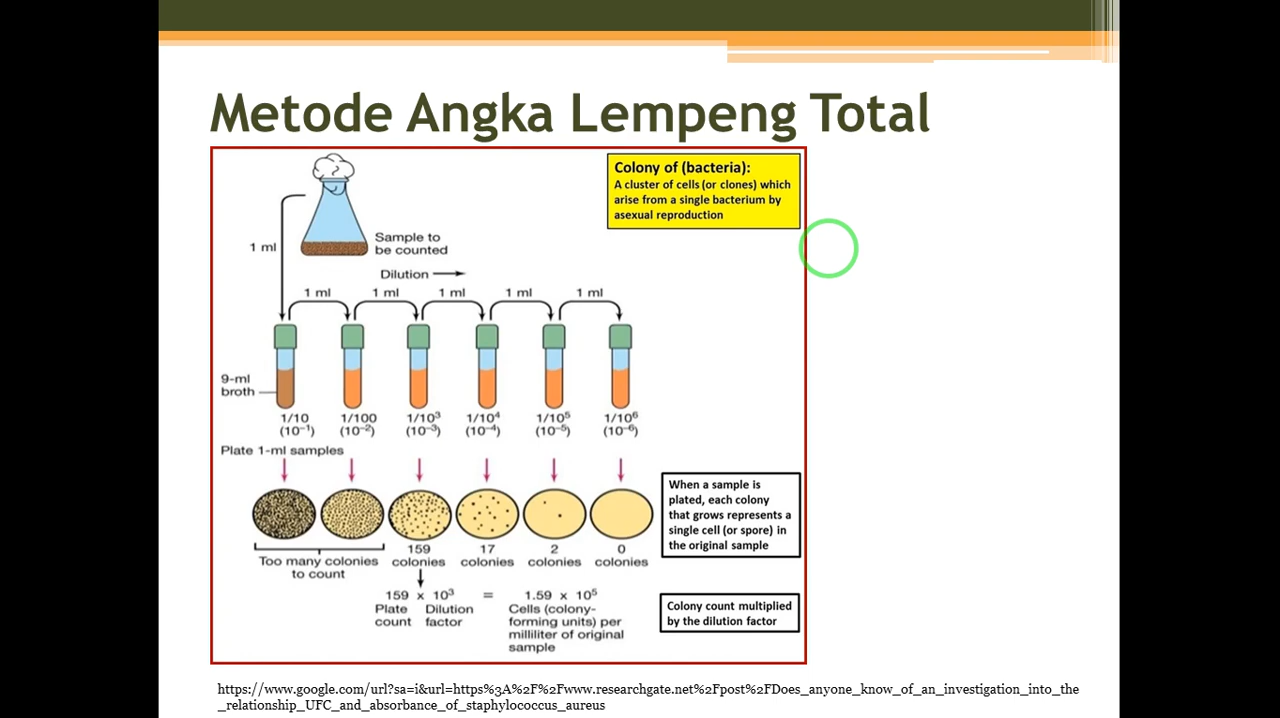 Metode Angka Lempeng Total
Colony of (bacteria):
A cluster of cells (or clones) which
arise from a single bacterium by
asexual reproduction
1 ml
Sample to
be counted
Dilution
1 ml 1 ml 1 ml 1 ml 1 ml
9-ml
broth
1/10 1/100 1/10³ 1/10⁴ 1/10⁵ 1/10⁶
(10⁻¹) (10⁻²) (10⁻³) (10⁻⁴) (10⁻⁵) (10⁻⁶)
Plate 1-ml samples
When a sample is
plated, each colony
that grows represents a
single cell (or spore) in
the original sample
159 17 2 0
colonies colonies colonies colonies
Too many colonies
to count
159 × 10³ = 1.59 × 10⁵
Plate Dilution
count factor
Cells (colony-
forming units) per
milliliter of original
sample
Colony count multiplied
by the dilution factor
https://www.google.com/url?sa=i&url=https%3A%2F%2Fwww.researchgate.net%2Fpost%2FDoes_anyone_know_of_an_investigation_into_the
_relationship_UFC_and_absorbance_of_staphylococcus_aureus